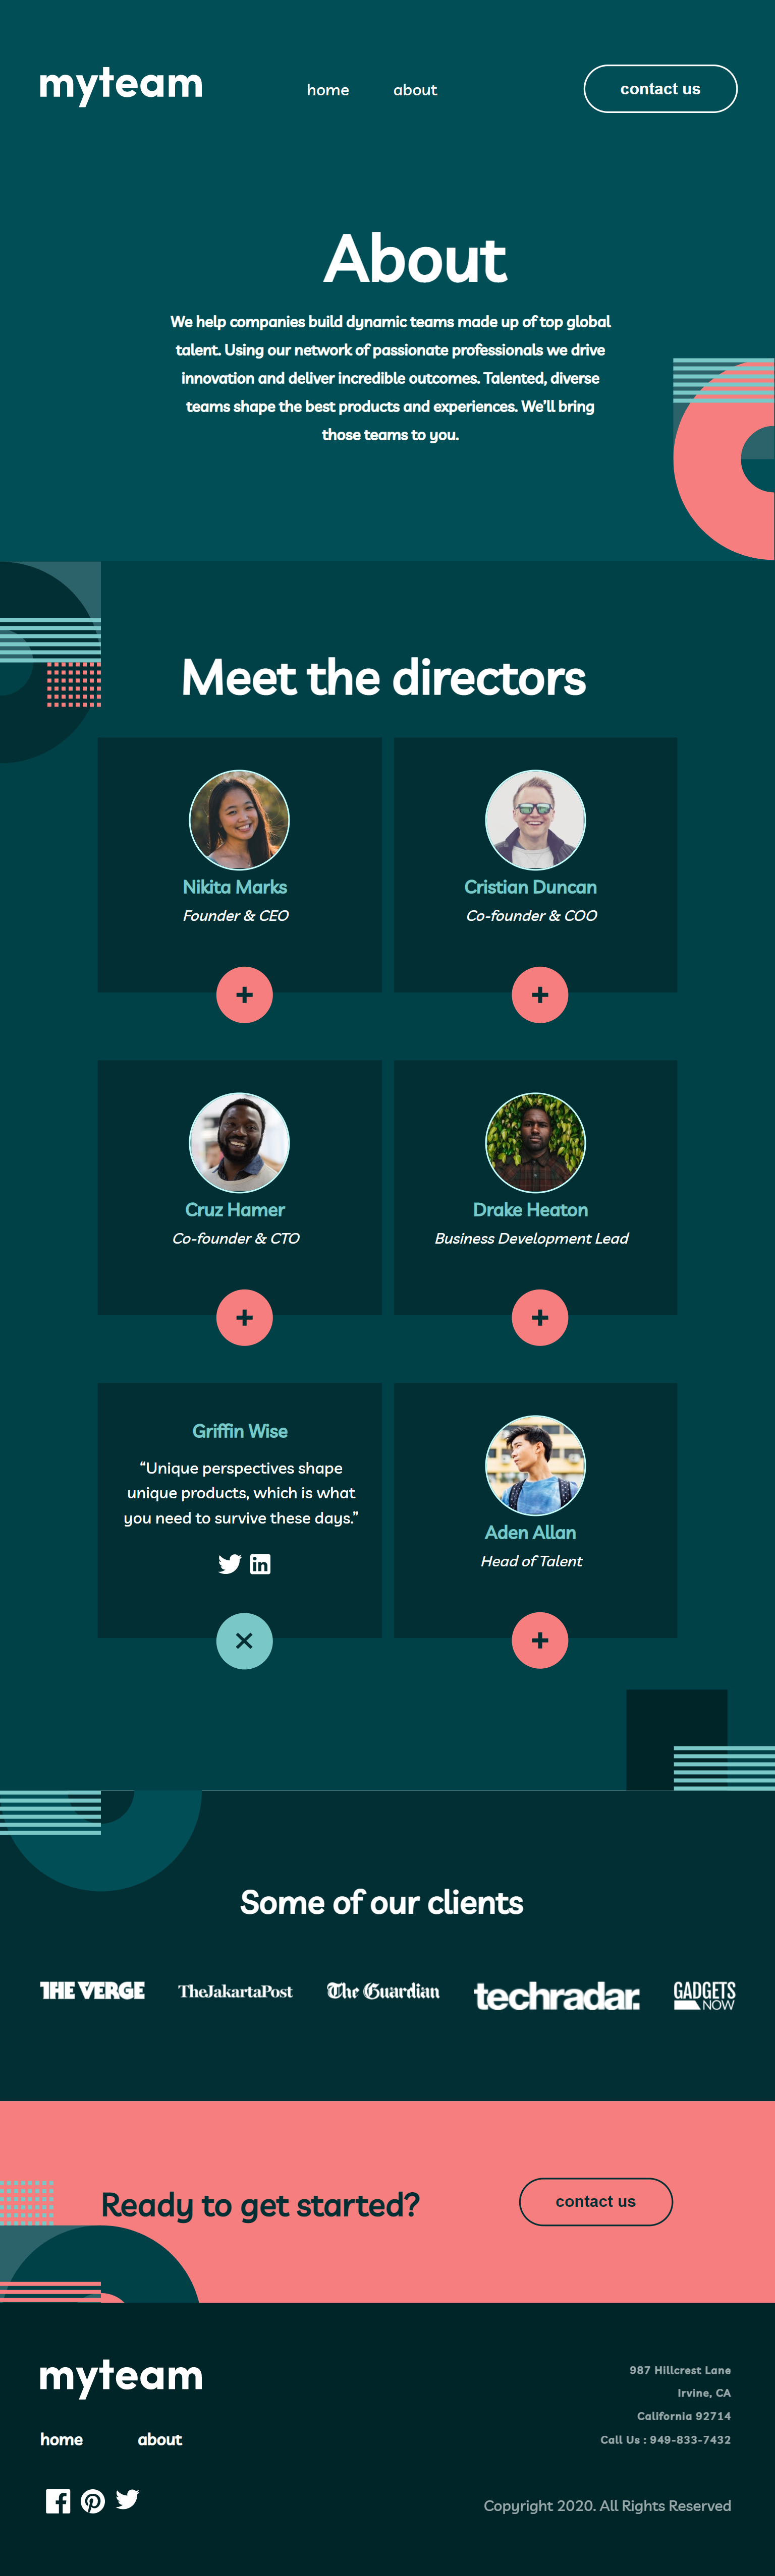 myteam
home about contact us
About
We help companies build dynamic teams made up of top global
talent. Using our network of passionate professionals we drive
innovation and deliver incredible outcomes. Talented, diverse
teams shape the best products and experiences. We’ll bring
those teams to you.
Meet the directors
Nikita Marks
Founder & CEO
+
Cristian Duncan
Co-founder & COO
+
Cruz Hamer
Co-founder & CTO
+
Drake Heaton
Business Development Lead
+
Griffin Wise
“Unique perspectives shape
unique products, which is what
you need to survive these days.”
in
×
Aden Allan
Head of Talent
+
Some of our clients
THE VERGE TheJakartaPost The Guardian techradar. GADGETS
NOW
Ready to get started? contact us
myteam
home about
987 Hillcrest Lane
Irvine, CA
California 92714
Call Us : 949-833-7432
Copyright 2020. All Rights Reserved